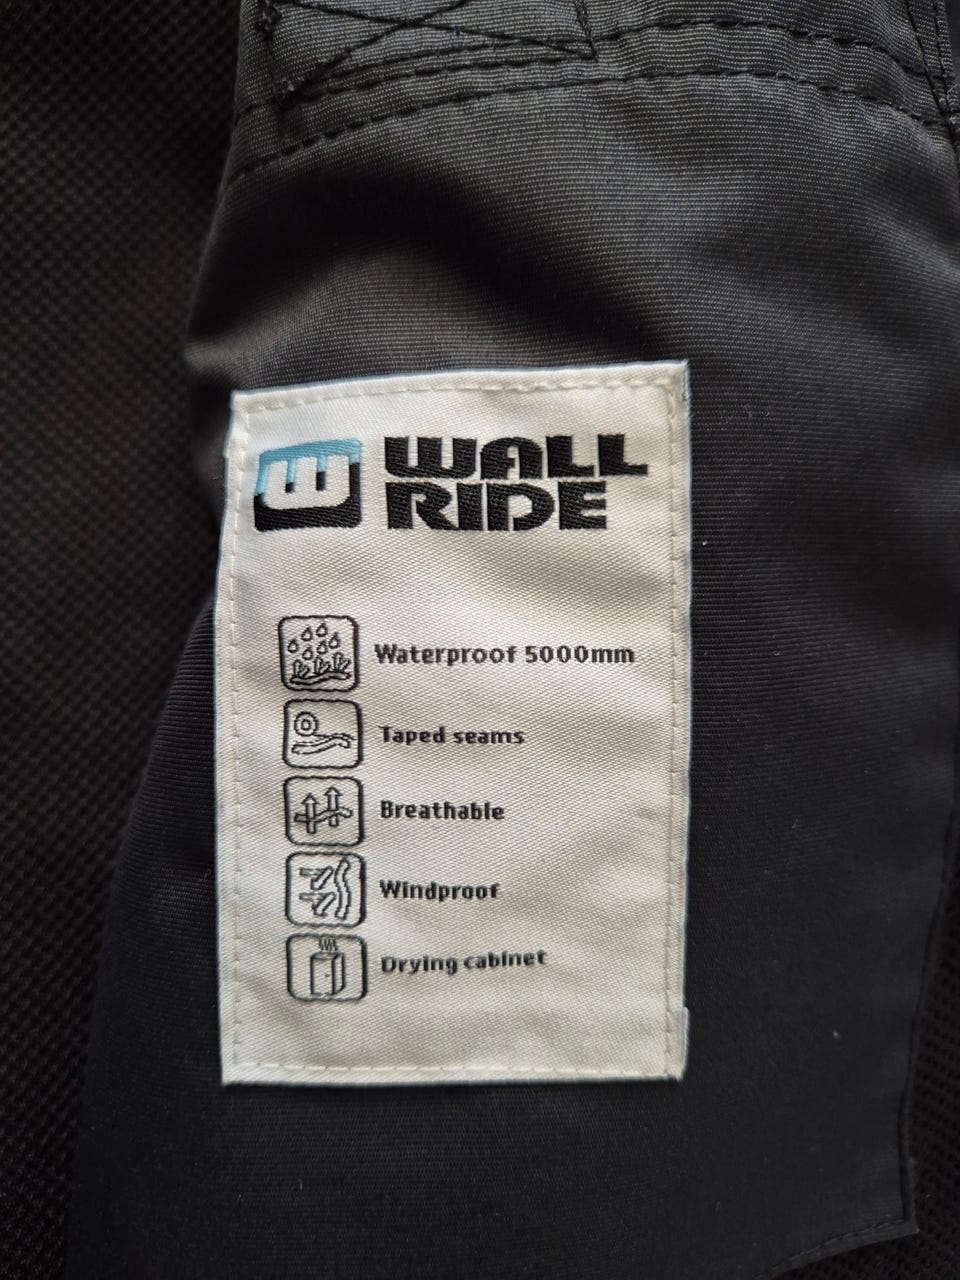 WALL
RIDE
Waterproof 5000mm
Taped seams
Breathable
Windproof
Drying cabinet